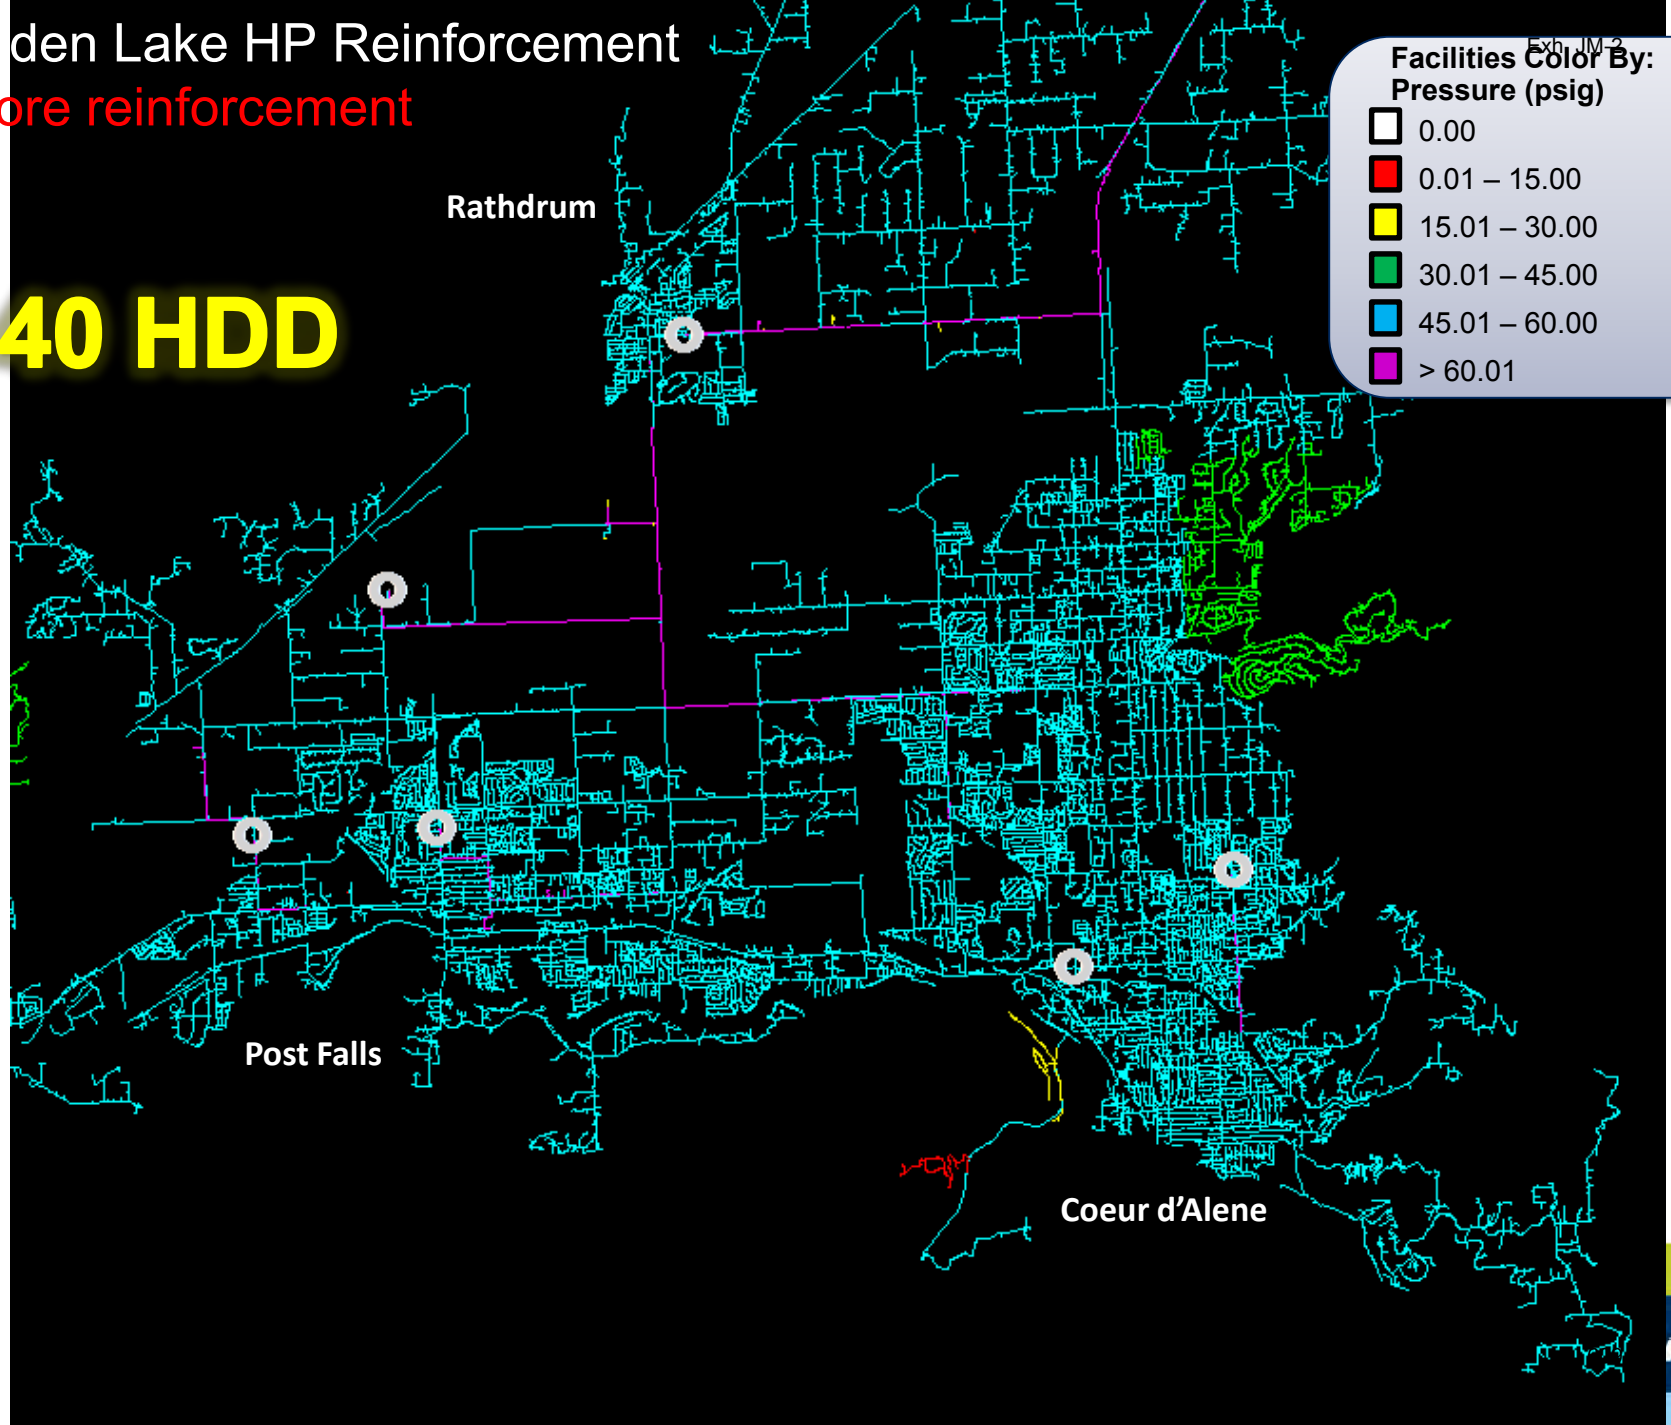 den Lake HP Reinforcement
ore reinforcement
Exh. JM-2
Facilities Color By:
Pressure (psig)
0.00
0.01 – 15.00
15.01 – 30.00
30.01 – 45.00
45.01 – 60.00
> 60.01
Rathdrum
40 HDD
Post Falls
Coeur d’Alene